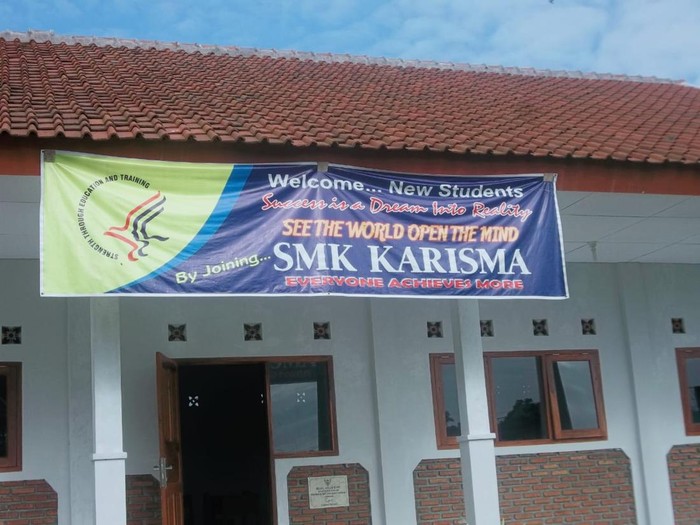 STRENGTH THROUGH EDUCATION AND TRAINING
Welcome... New Students
Success is a Dream Into Reality
SEE THE WORLD OPEN THE MIND
By Joining... SMK KARISMA
EVERYONE ACHIEVES MORE